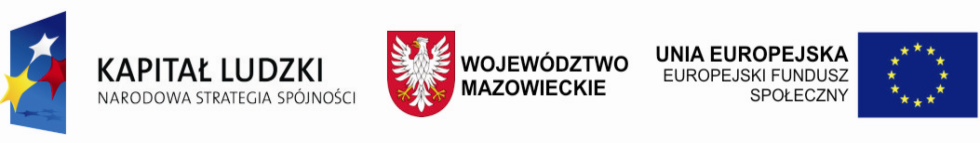 KAPITAŁ LUDZKI
NARODOWA STRATEGIA SPÓJNOŚCI
WOJEWÓDZTWO
MAZOWIECKIE
UNIA EUROPEJSKA
EUROPEJSKI FUNDUSZ
SPOŁECZNY